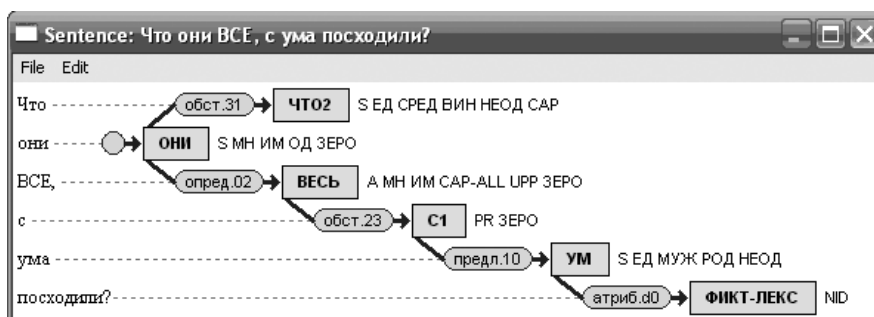 Sentence: Что они ВСЕ, с ума посходили?
File Edit
Что обст.31 ЧТО2 S ЕД СРЕД ВИН НЕОД CAP
они ОНИ S МН ИМ ОД ЗЕРО
ВСЕ, опред.02 ВЕСЬ A МН ИМ CAP-ALL UPP ЗЕРО
с обст.23 С1 PR ЗЕРО
ума предл.10 УМ S ЕД МУЖ РОД НЕОД
посходили? атриб.d0 ФИКТ-ЛЕКС NID